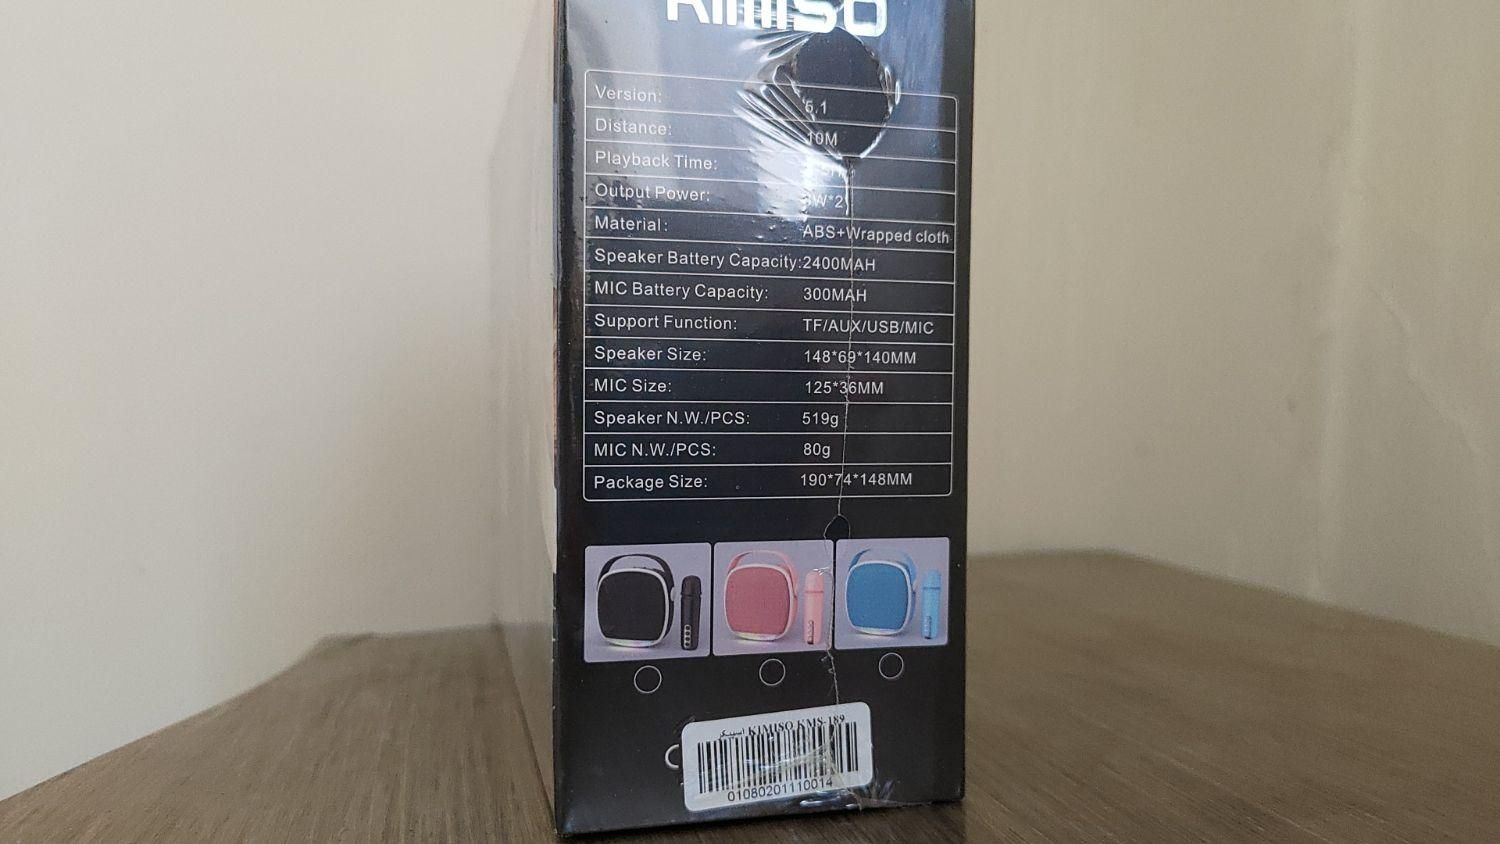 Kimiso
Version: 5.1
Distance: 10M
Playback Time:
Output Power: W*2
Material: ABS+Wrapped cloth
Speaker Battery Capacity:2400MAH
MIC Battery Capacity: 300MAH
Support Function: TF/AUX/USB/MIC
Speaker Size: 148*69*140MM
MIC Size: 125*36MM
Speaker N.W./PCS: 519g
MIC N.W./PCS: 80g
Package Size: 190*74*148MM
KIMISO KMS-189
01080201110014